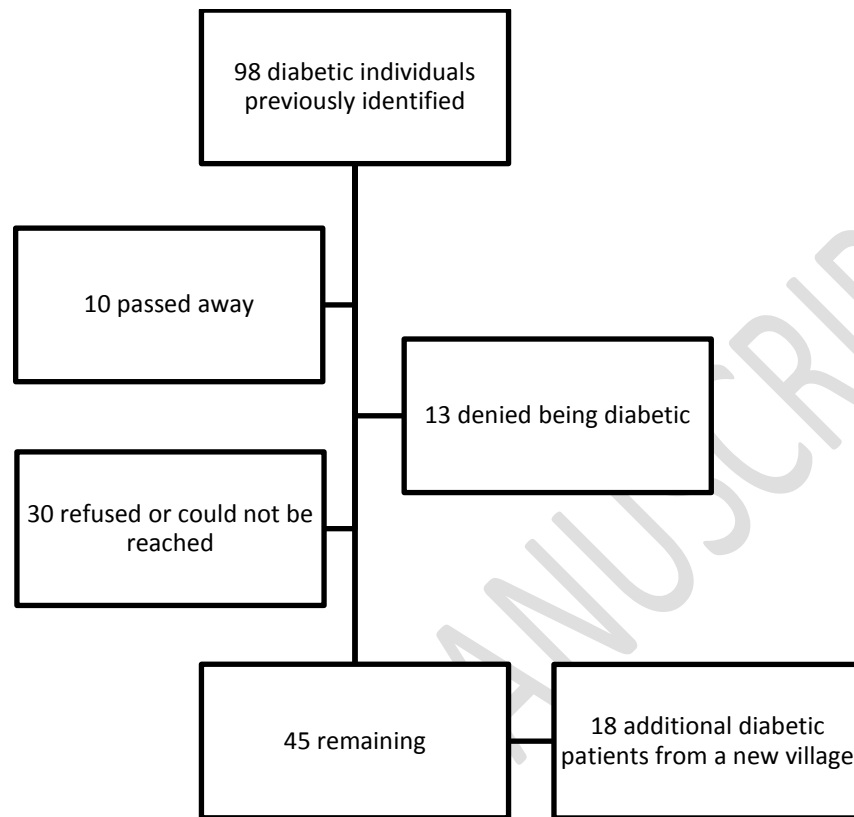 98 diabetic individuals
previously identified
10 passed away
13 denied being diabetic
30 refused or could not be
reached
45 remaining
18 additional diabetic
patients from a new village